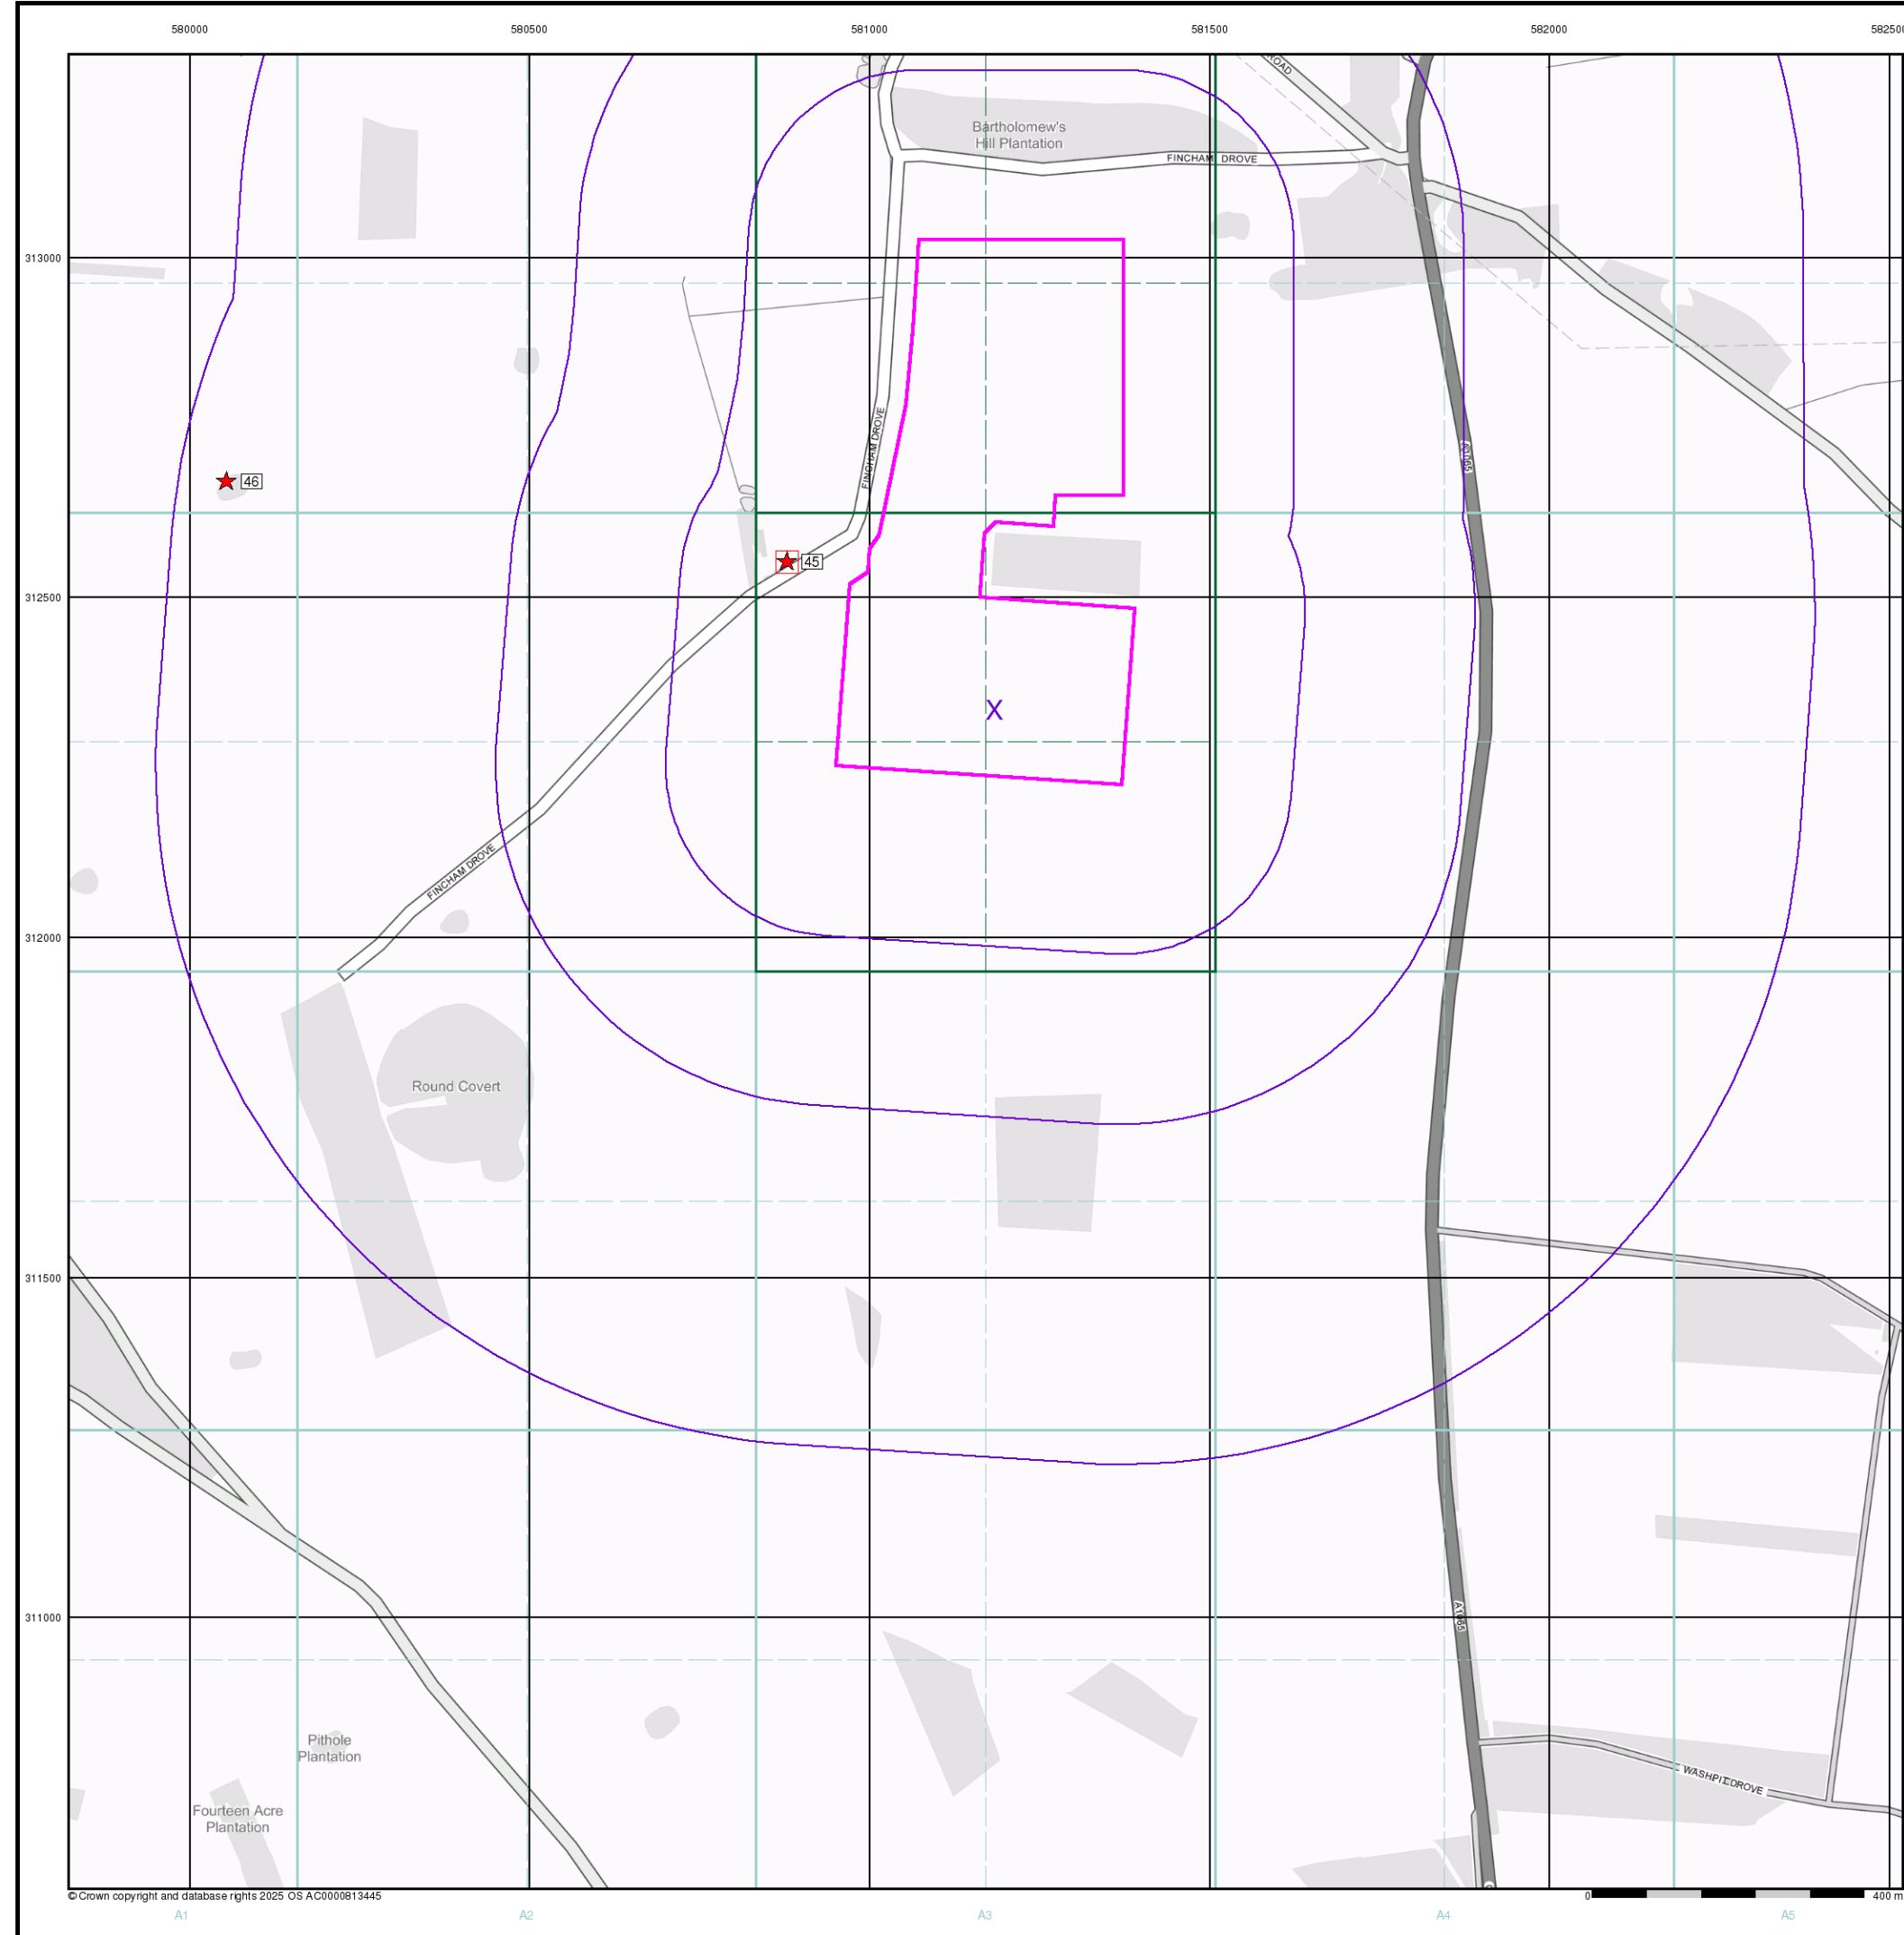 580000 580500 581000 581500 582000 582500
ROAD
Bartholomew's
Hill Plantation
FINCHAM DROVE
313000
FINCHAM DROVE
A1065
46
45
312500
X
FINCHAM DROVE
312000
Round Covert
311500
311000
A1065
Pithole
Plantation
WASHPIT DROVE
Fourteen Acre
Plantation
© Crown copyright and database rights 2025 OS AC0000813445
0 400 m
A1 A2 A3 A4 A5